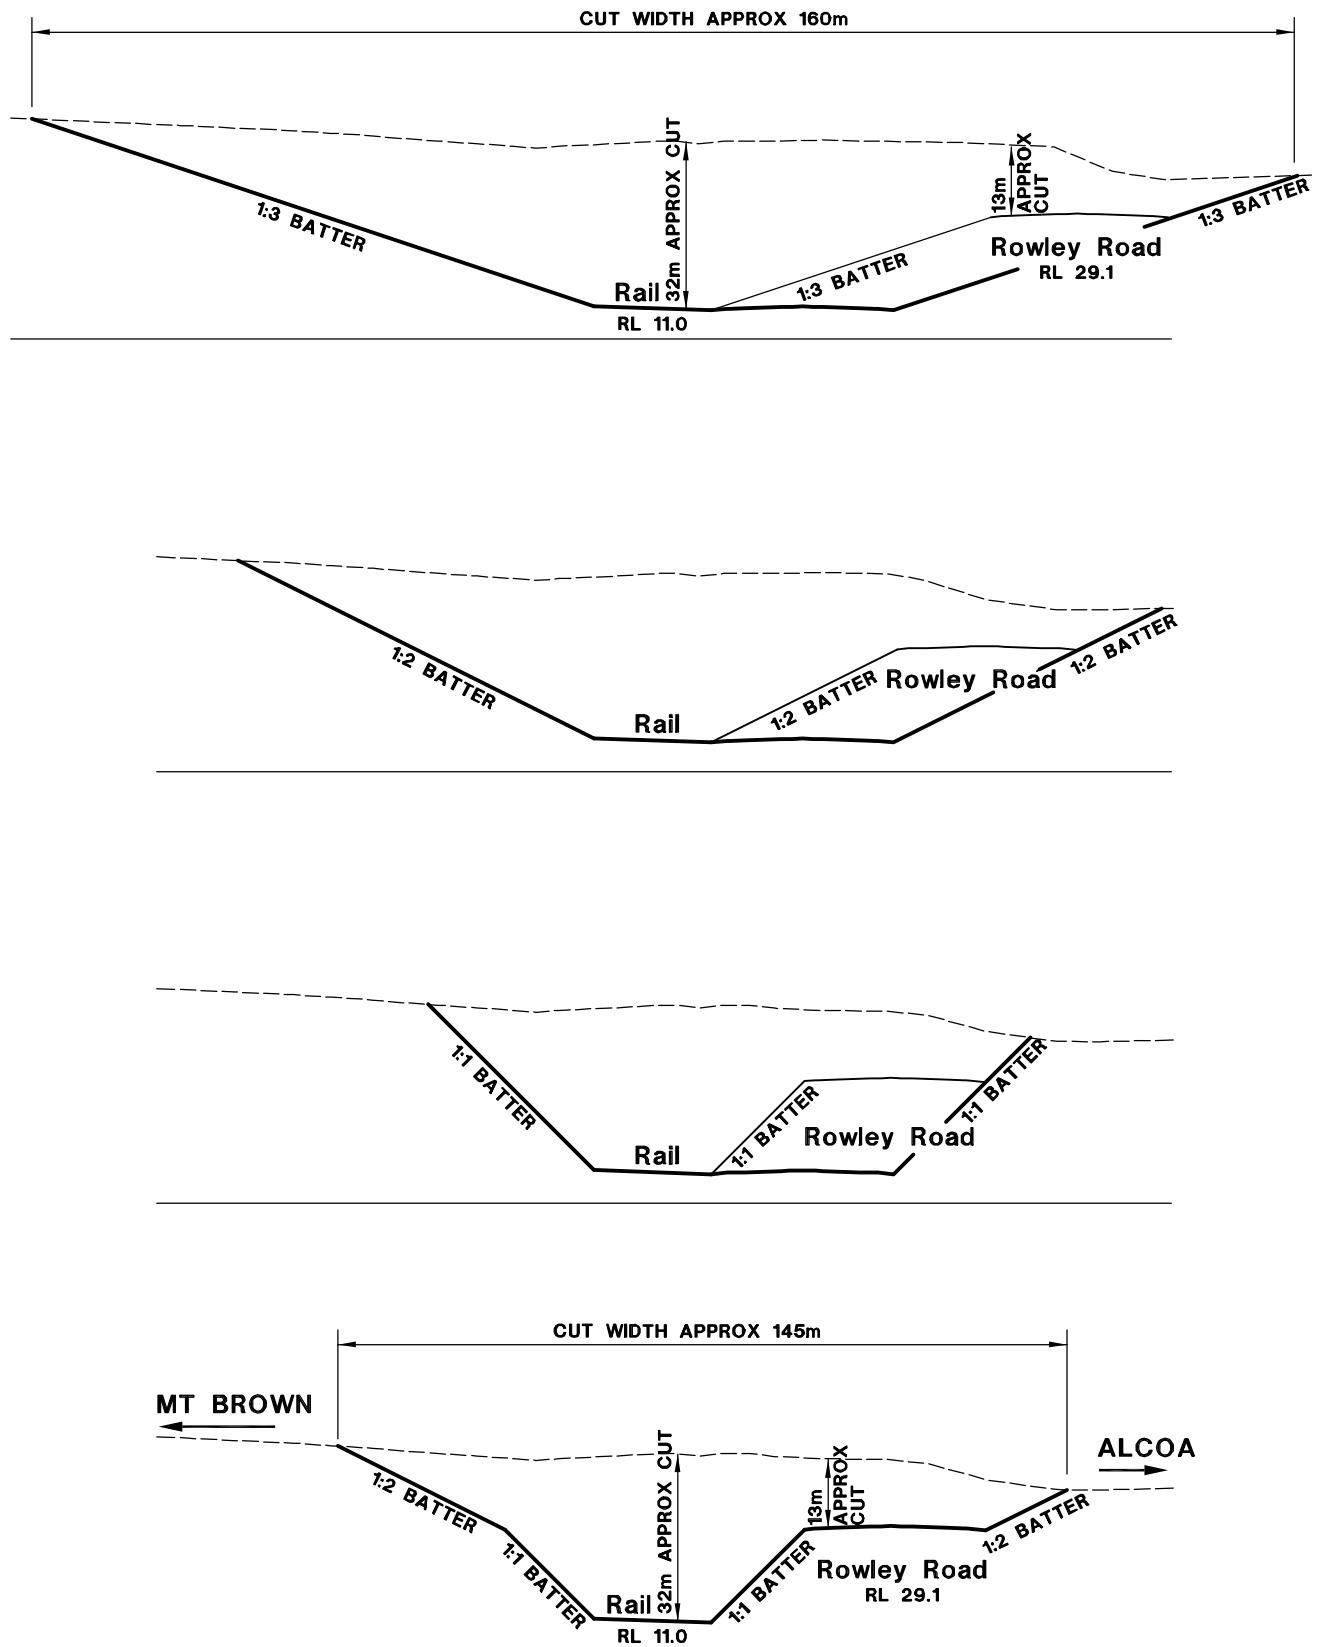 CUT WIDTH APPROX 160m
32m APPROX CUT
13m
APPROX
CUT
1:3 BATTER
1:3 BATTER
1:3 BATTER
Rowley Road
RL 29.1
Rail
RL 11.0
1:2 BATTER
1:2 BATTER
1:2 BATTER
Rowley Road
Rail
1:1 BATTER
1:1 BATTER
1:1 BATTER
Rowley Road
Rail
CUT WIDTH APPROX 145m
MT BROWN
ALCOA
32m APPROX CUT
13m
APPROX
CUT
1:2 BATTER
1:2 BATTER
1:1 BATTER
1:1 BATTER
Rowley Road
RL 29.1
Rail
RL 11.0